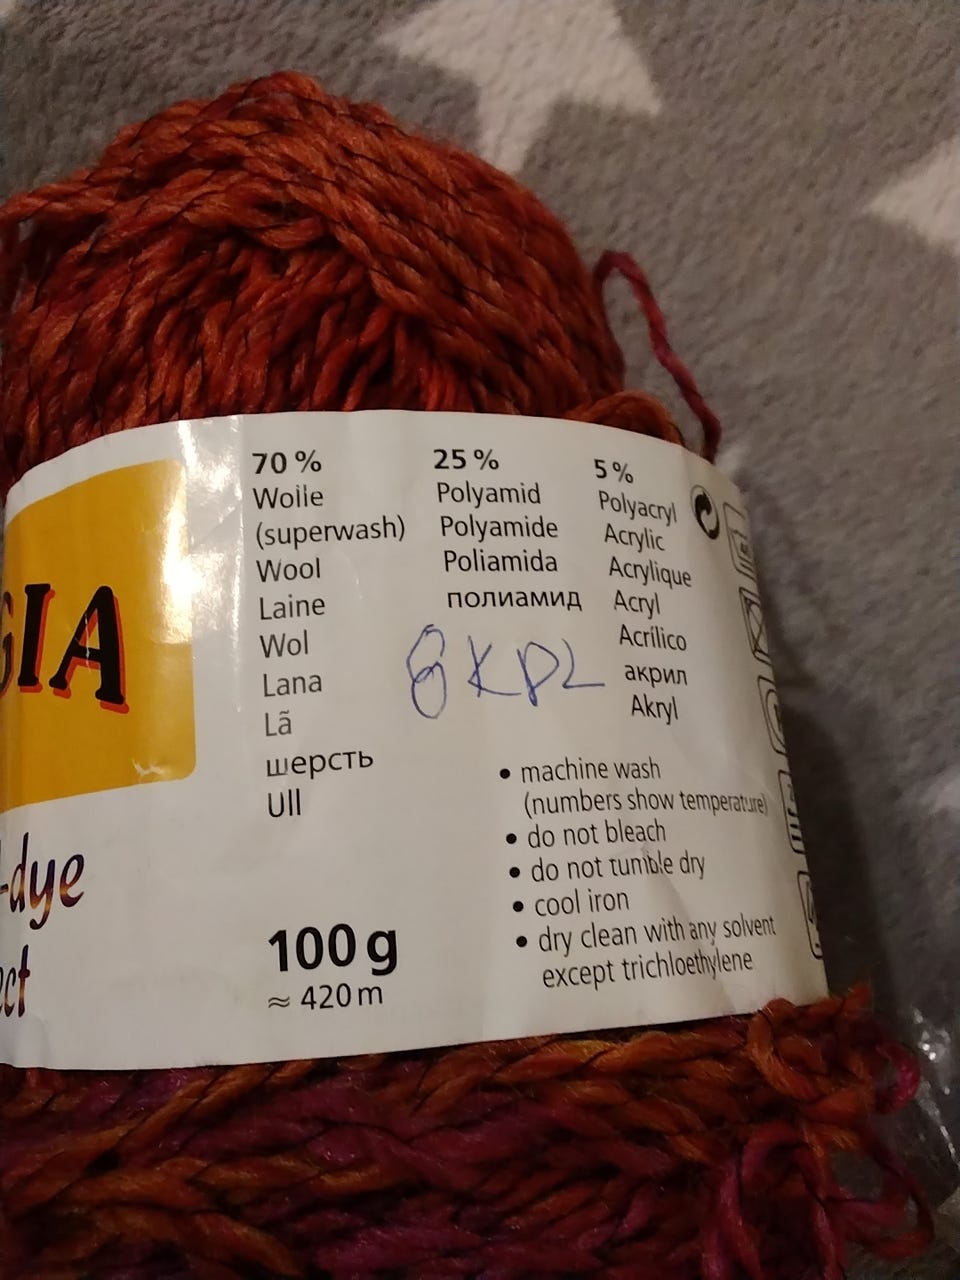 GIA
-dye
ect
70 %
Wolle
(superwash)
Wool
Laine
Wol
Lana
Lã
шерсть
Ull
25 %
Polyamid
Polyamide
Poliamida
полиамид
5 %
Polyacryl
Acrylic
Acrylique
Acryl
Acrílico
акрил
Akryl
KPL
100 g
≈ 420 m
• machine wash
(numbers show temperature)
• do not bleach
• do not tumble dry
• cool iron
• dry clean with any solvent
except trichloethylene